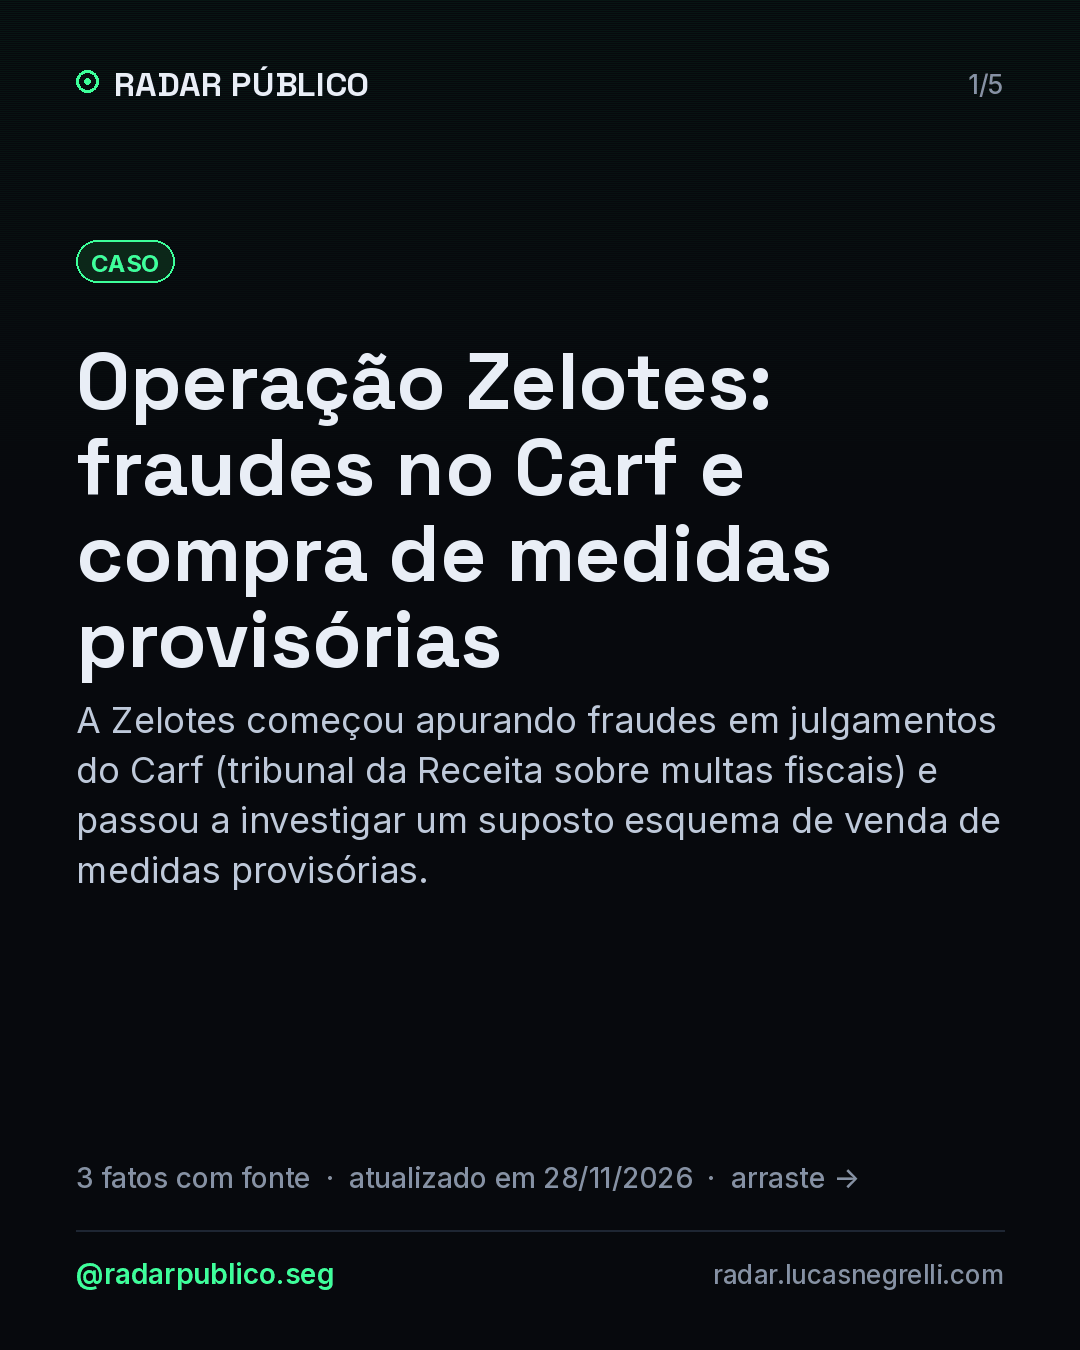 RADAR PÚBLICO
1/5
CASO
Operação Zelotes:
fraudes no Carf e
compra de medidas
provisórias
A Zelotes começou apurando fraudes em julgamentos
do Carf (tribunal da Receita sobre multas fiscais) e
passou a investigar um suposto esquema de venda de
medidas provisórias.
3 fatos com fonte · atualizado em 28/11/2026 · arraste →
@radarpublico.seg
radar.lucasnegrelli.com